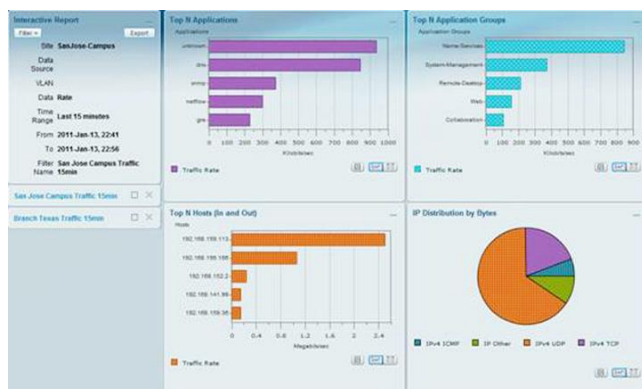 Interactive Report
Filter
Export
Site SanJose-Campus
Data Source
VLAN
Data Rate
Time Range Last 15 minutes
From 2011-Jan-13, 22:41
To 2011-Jan-13, 22:56
Filter Name San Jose Campus Traffic 15min
San Jose Campus Traffic 15min
Branch Texas Traffic 15min
Top N Applications
Applications
unknown
dns
snmp
netflow
gre
0 100 200 300 400 500 600 700 800 900 1000
Kilobits/sec
Traffic Rate
Top N Application Groups
Application Groups
Name-Services
System-Management
Remote-Desktop
Web
Collaboration
0 100 200 300 400 500 600 700 800 900
Kilobits/sec
Traffic Rate
Top N Hosts (In and Out)
Hosts
192.168.159.113
192.168.152.2
0 0.4 0.8 1.2 1.6 2 2.4
Megabits/sec
Traffic Rate
IP Distribution by Bytes
IPv4 ICMP
IP Other
IPv4 UDP
IPv4 TCP